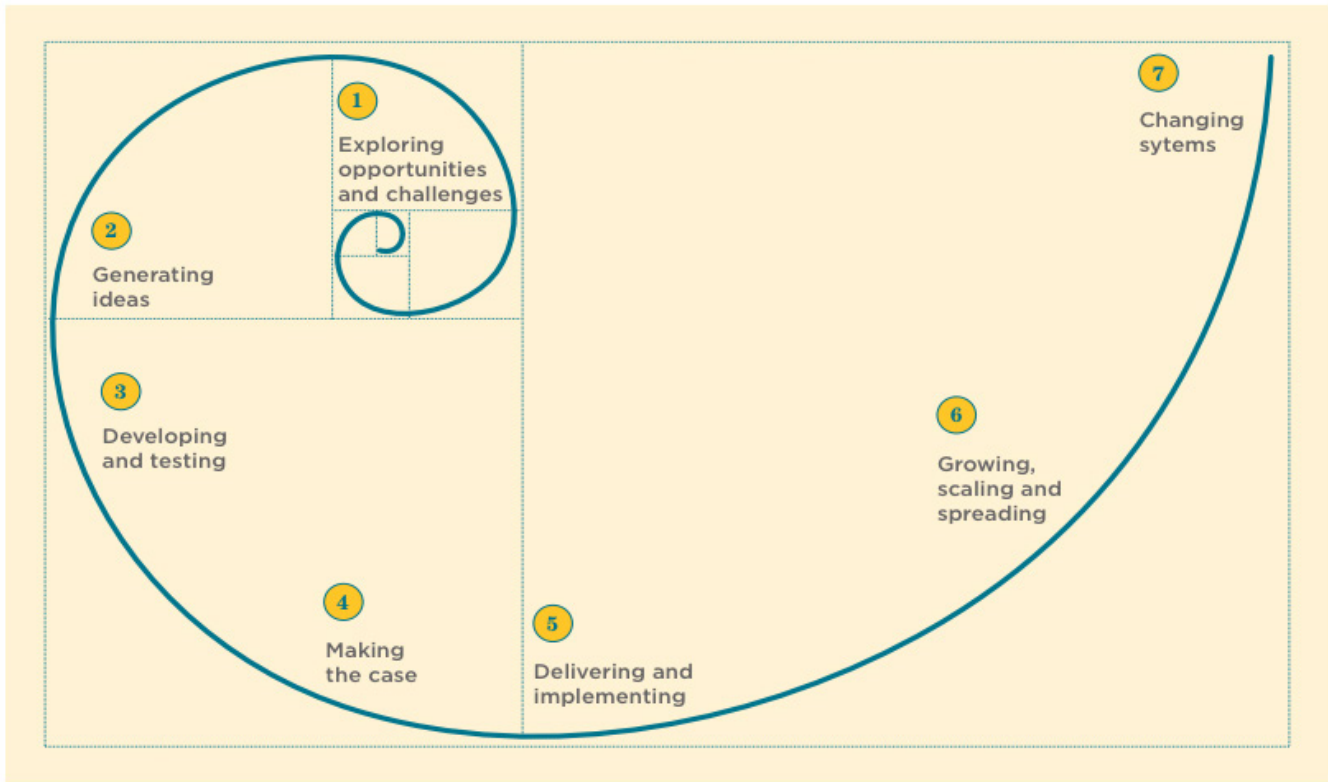 1
Exploring
opportunities
and challenges
2
Generating
ideas
3
Developing
and testing
4
Making
the case
5
Delivering and
implementing
6
Growing,
scaling and
spreading
7
Changing
sytems